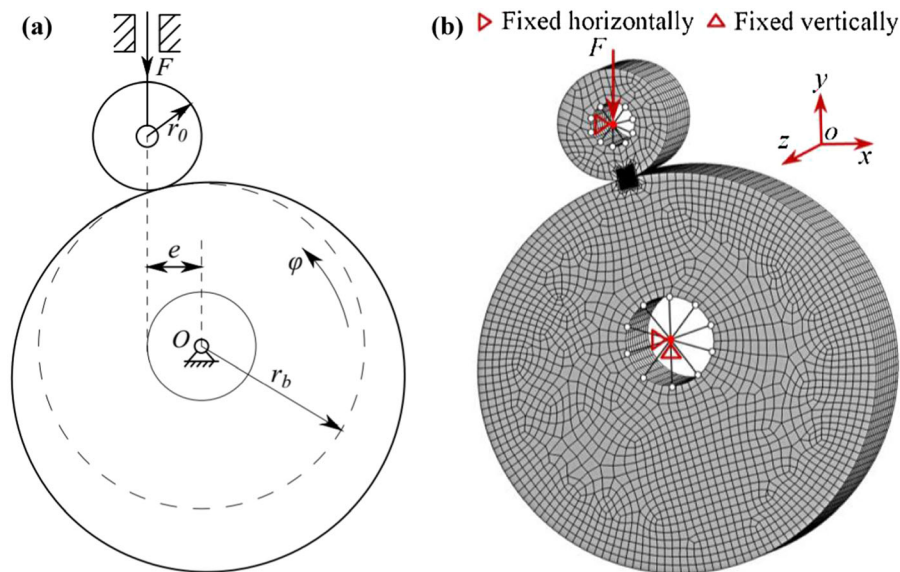 (a)
F
r0
e
φ
O
rb
(b) Fixed horizontally Fixed vertically
F
y
z o x